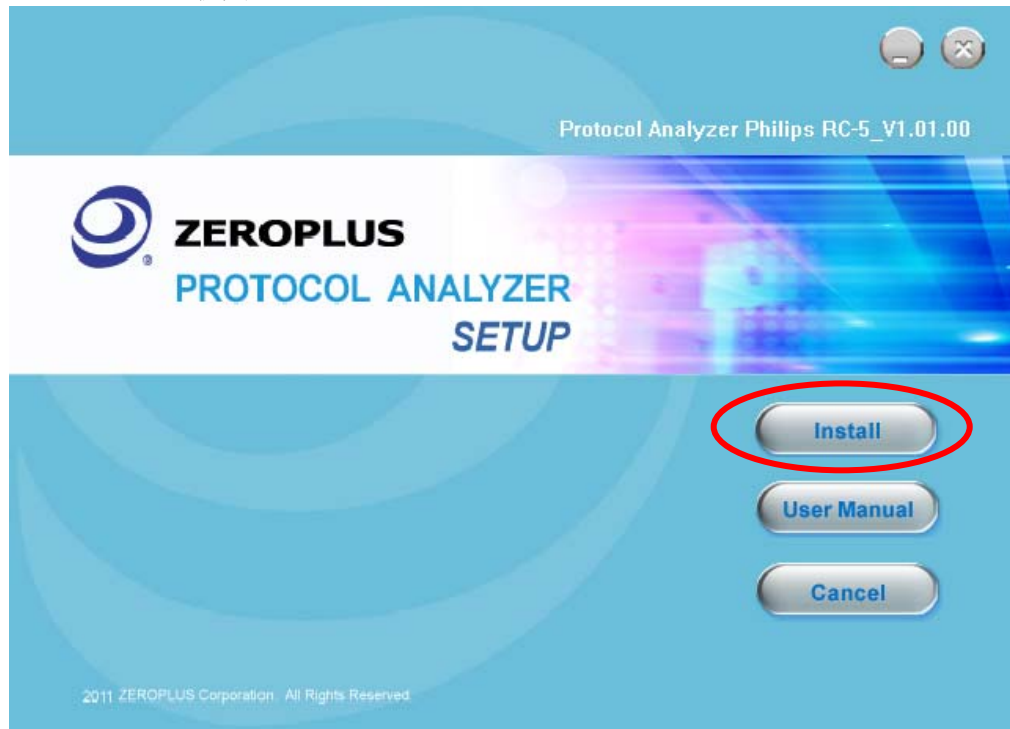 Protocol Analyzer Philips RC-5_V1.01.00
ZEROPLUS
PROTOCOL ANALYZER
SETUP
Install
User Manual
Cancel
2011 ZEROPLUS Corporation. All Rights Reserved.